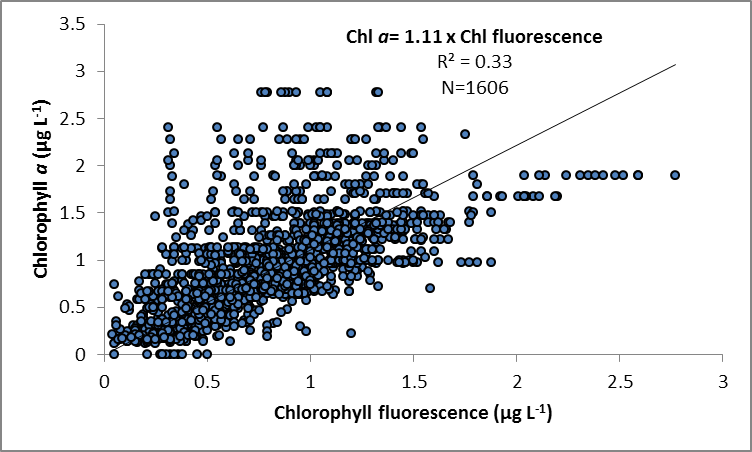 Chl a= 1.11 x Chl fluorescence
R² = 0.33
N=1606
Chlorophyll a (µg L-1)
3.5
3
2.5
2
1.5
1
0.5
0
0 0.5 1 1.5 2 2.5 3
Chlorophyll fluorescence (µg L-1)